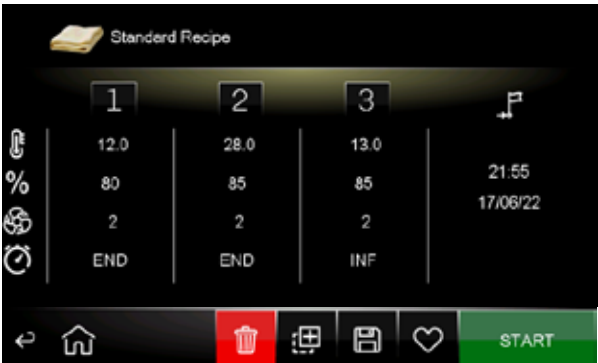 Standard Recipe
1 2 3
12.0 28.0 13.0
% 80 85 85
21:55
17/06/22
2 2 2
END END INF
START